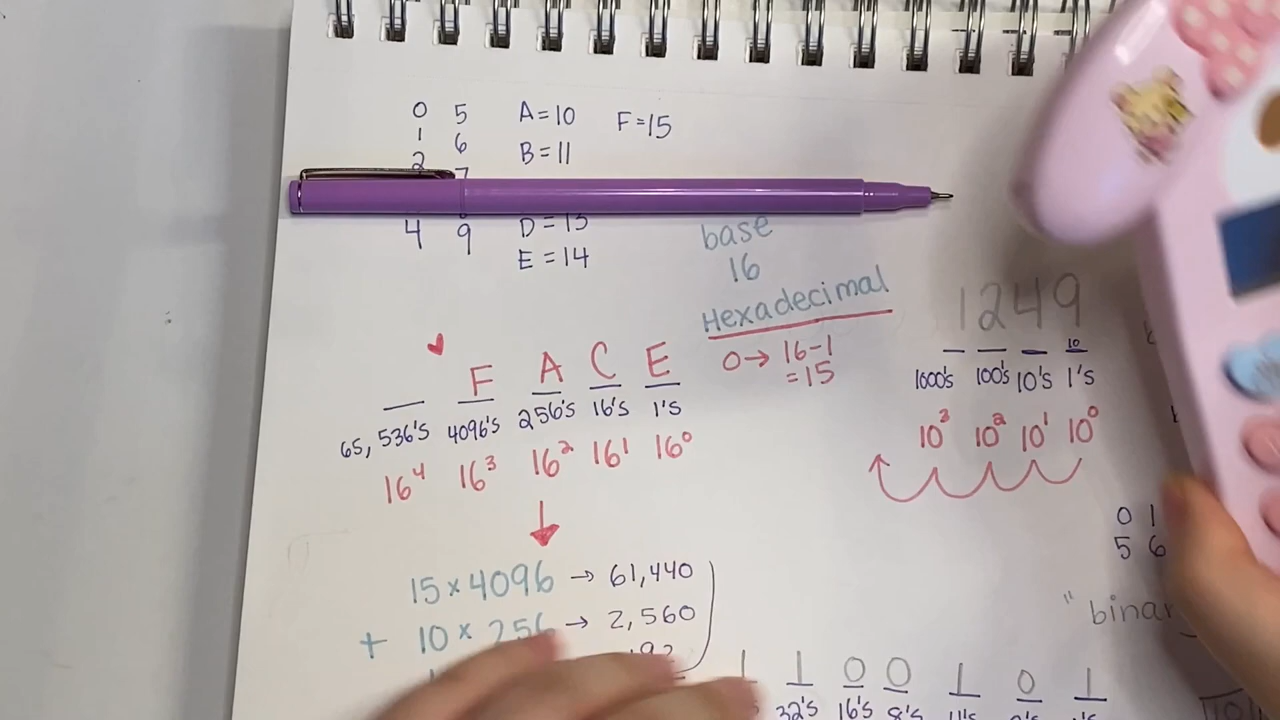 0 5 A=10 F=15
1 6 B=11
2 7
4 9 D=13
E=14
base
16
Hexadecimal
0→ 16-1
=15
1249
10
1000's 100's 10's 1's
10³ 10² 10¹ 10⁰
F A C E
65,536's 4096's 256's 16's 1's
16⁴ 16³ 16² 16¹ 16⁰
15×4096 → 61,440
+ 10×256 → 2,560
0 1
5 6
"binar
1 1 0 0 1 0 1
32's 16's 8's